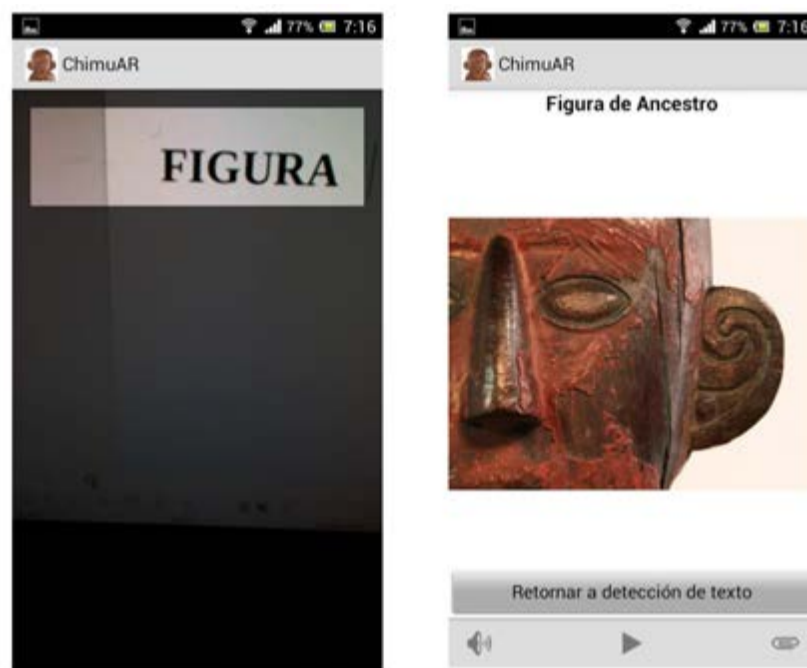 77% 7:16
ChimuAR
FIGURA
77% 7:16
ChimuAR
Figura de Ancestro
Retornar a detección de texto